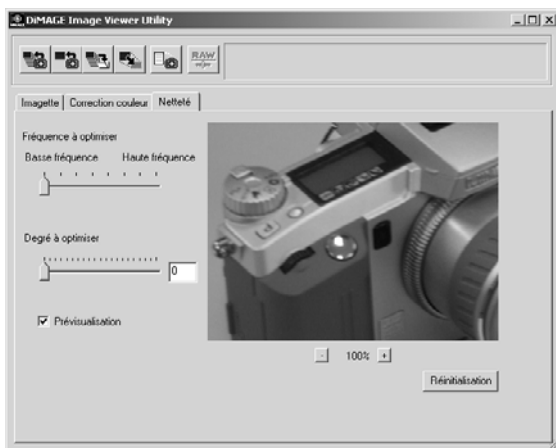 DiMAGE Image Viewer Utility
RAW
Imagette Correction couleur Netteté
Fréquence à optimiser
Basse fréquence Haute fréquence
Degré à optimiser
0
Prévisualisation
- 100% +
Réinitialisation